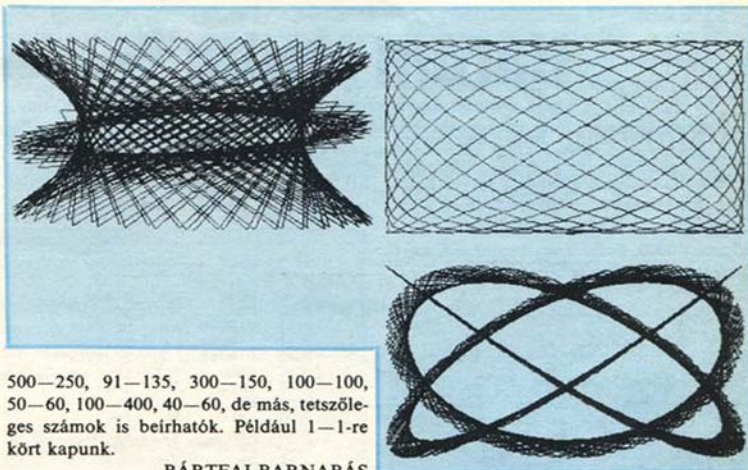 500—250, 91—135, 300—150, 100—100,
50—60, 100—400, 40—60, de más, tetszőle-
ges számok is beírhatók. Például 1—1-re
kört kapunk.
BÁRTFAI BARNABÁS